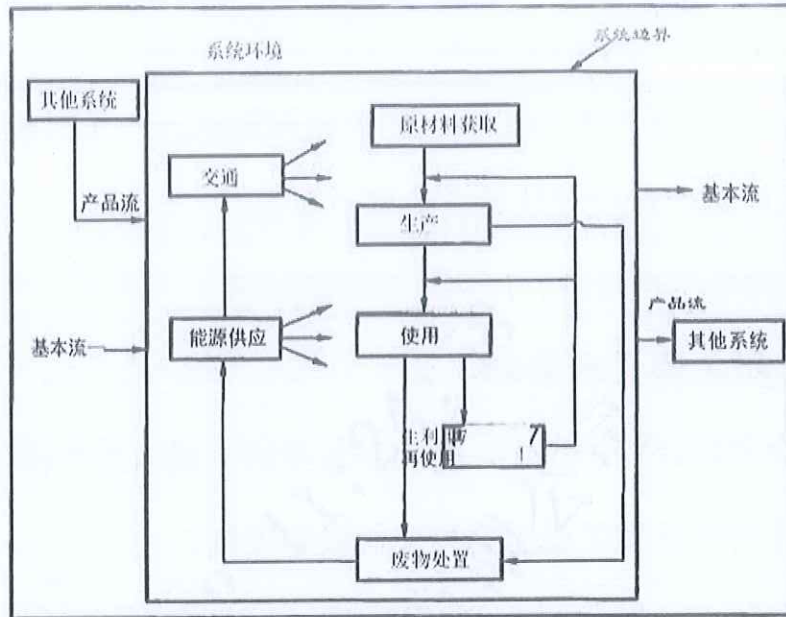 系统环境
系统边界
其他系统
原材料获取
交通
产品流
基本流
生产
产品流
能源供应
使用
其他系统
基本流
生利
再使用
废物处置